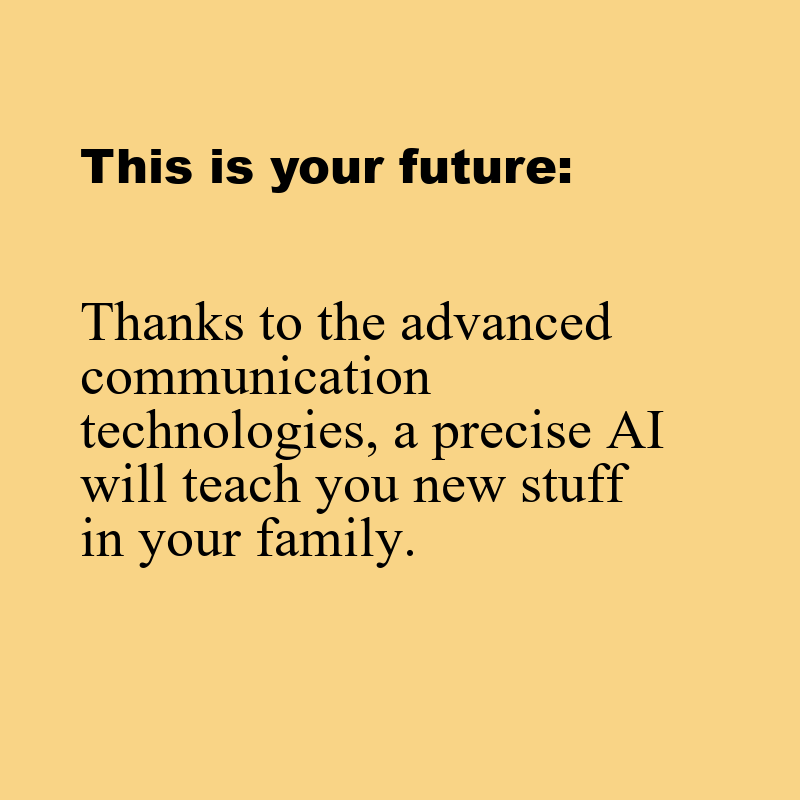 This is your future:
Thanks to the advanced
communication
technologies, a precise AI
will teach you new stuff
in your family.